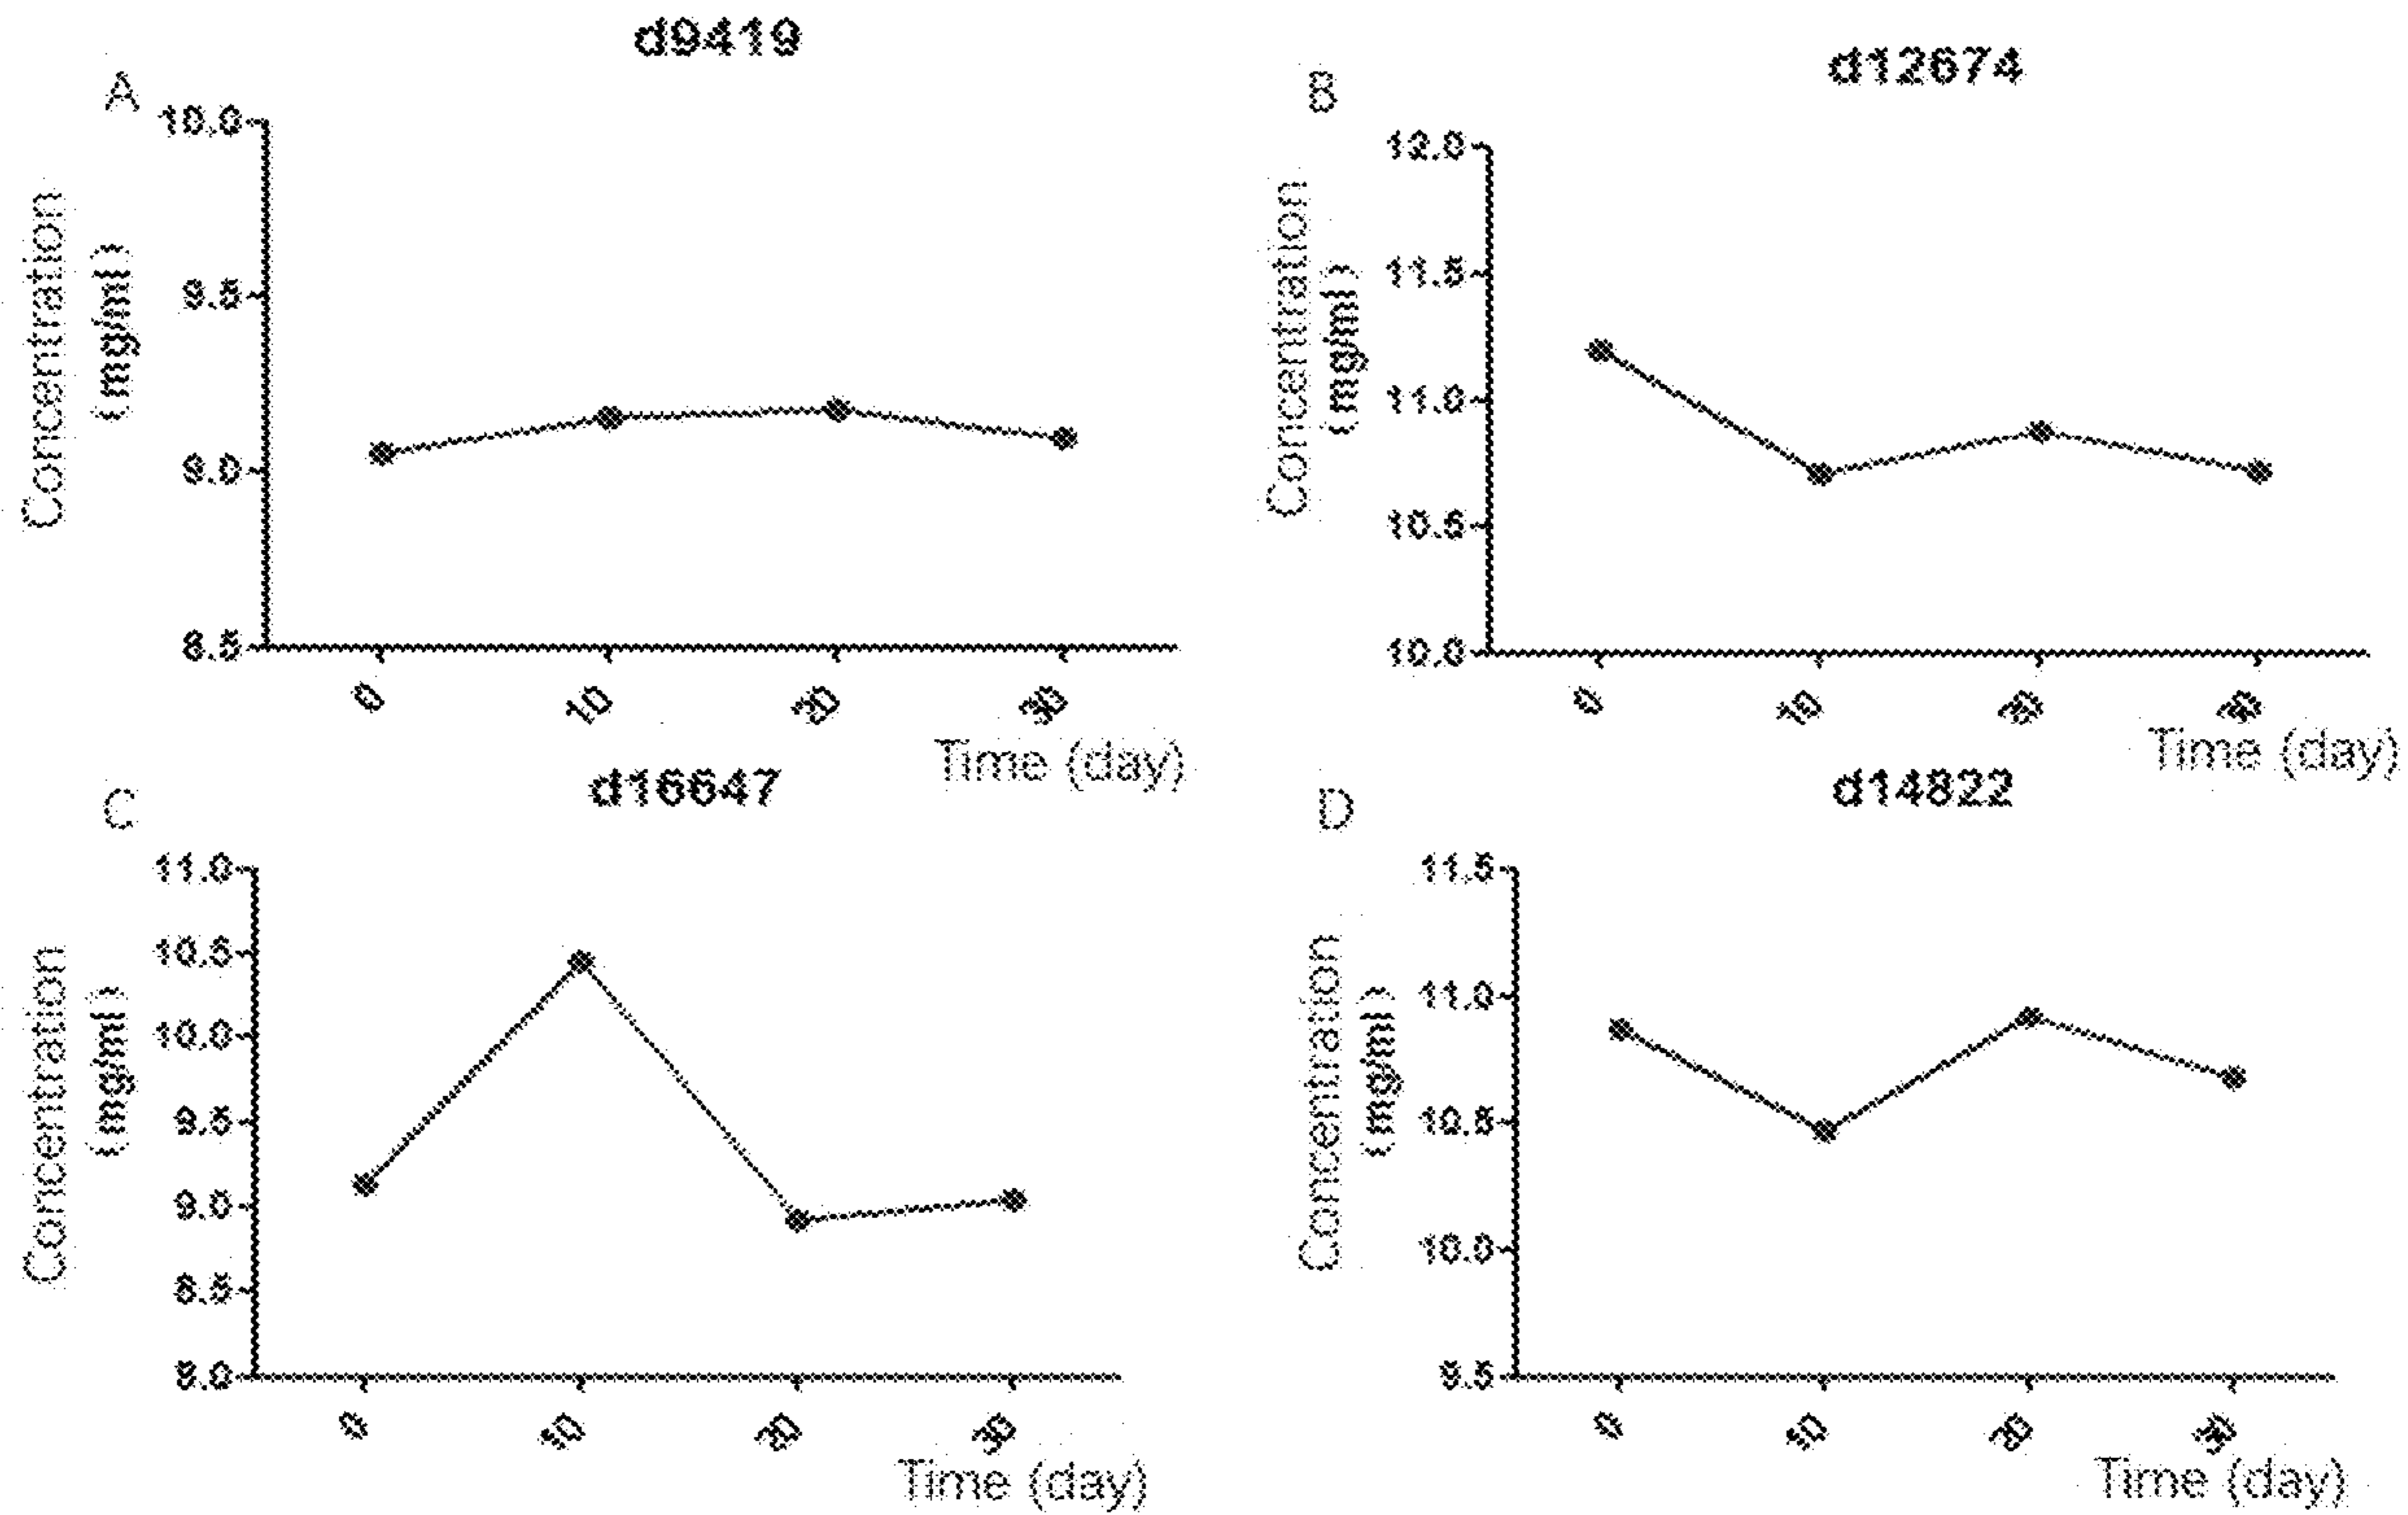 d9419
A
10.0
9.5
9.0
8.5
Concentration
(mg/ml)
0
10
20
30
Time (day)
d12674
B
12.0
11.5
11.0
10.5
10.0
Concentration
(mg/ml)
0
10
20
30
Time (day)
d16647
C
11.0
10.5
10.0
9.5
9.0
8.5
8.0
Concentration
(mg/ml)
0
10
20
30
Time (day)
d14822
D
11.5
11.0
10.5
10.0
9.5
Concentration
(mg/ml)
0
10
20
30
Time (day)